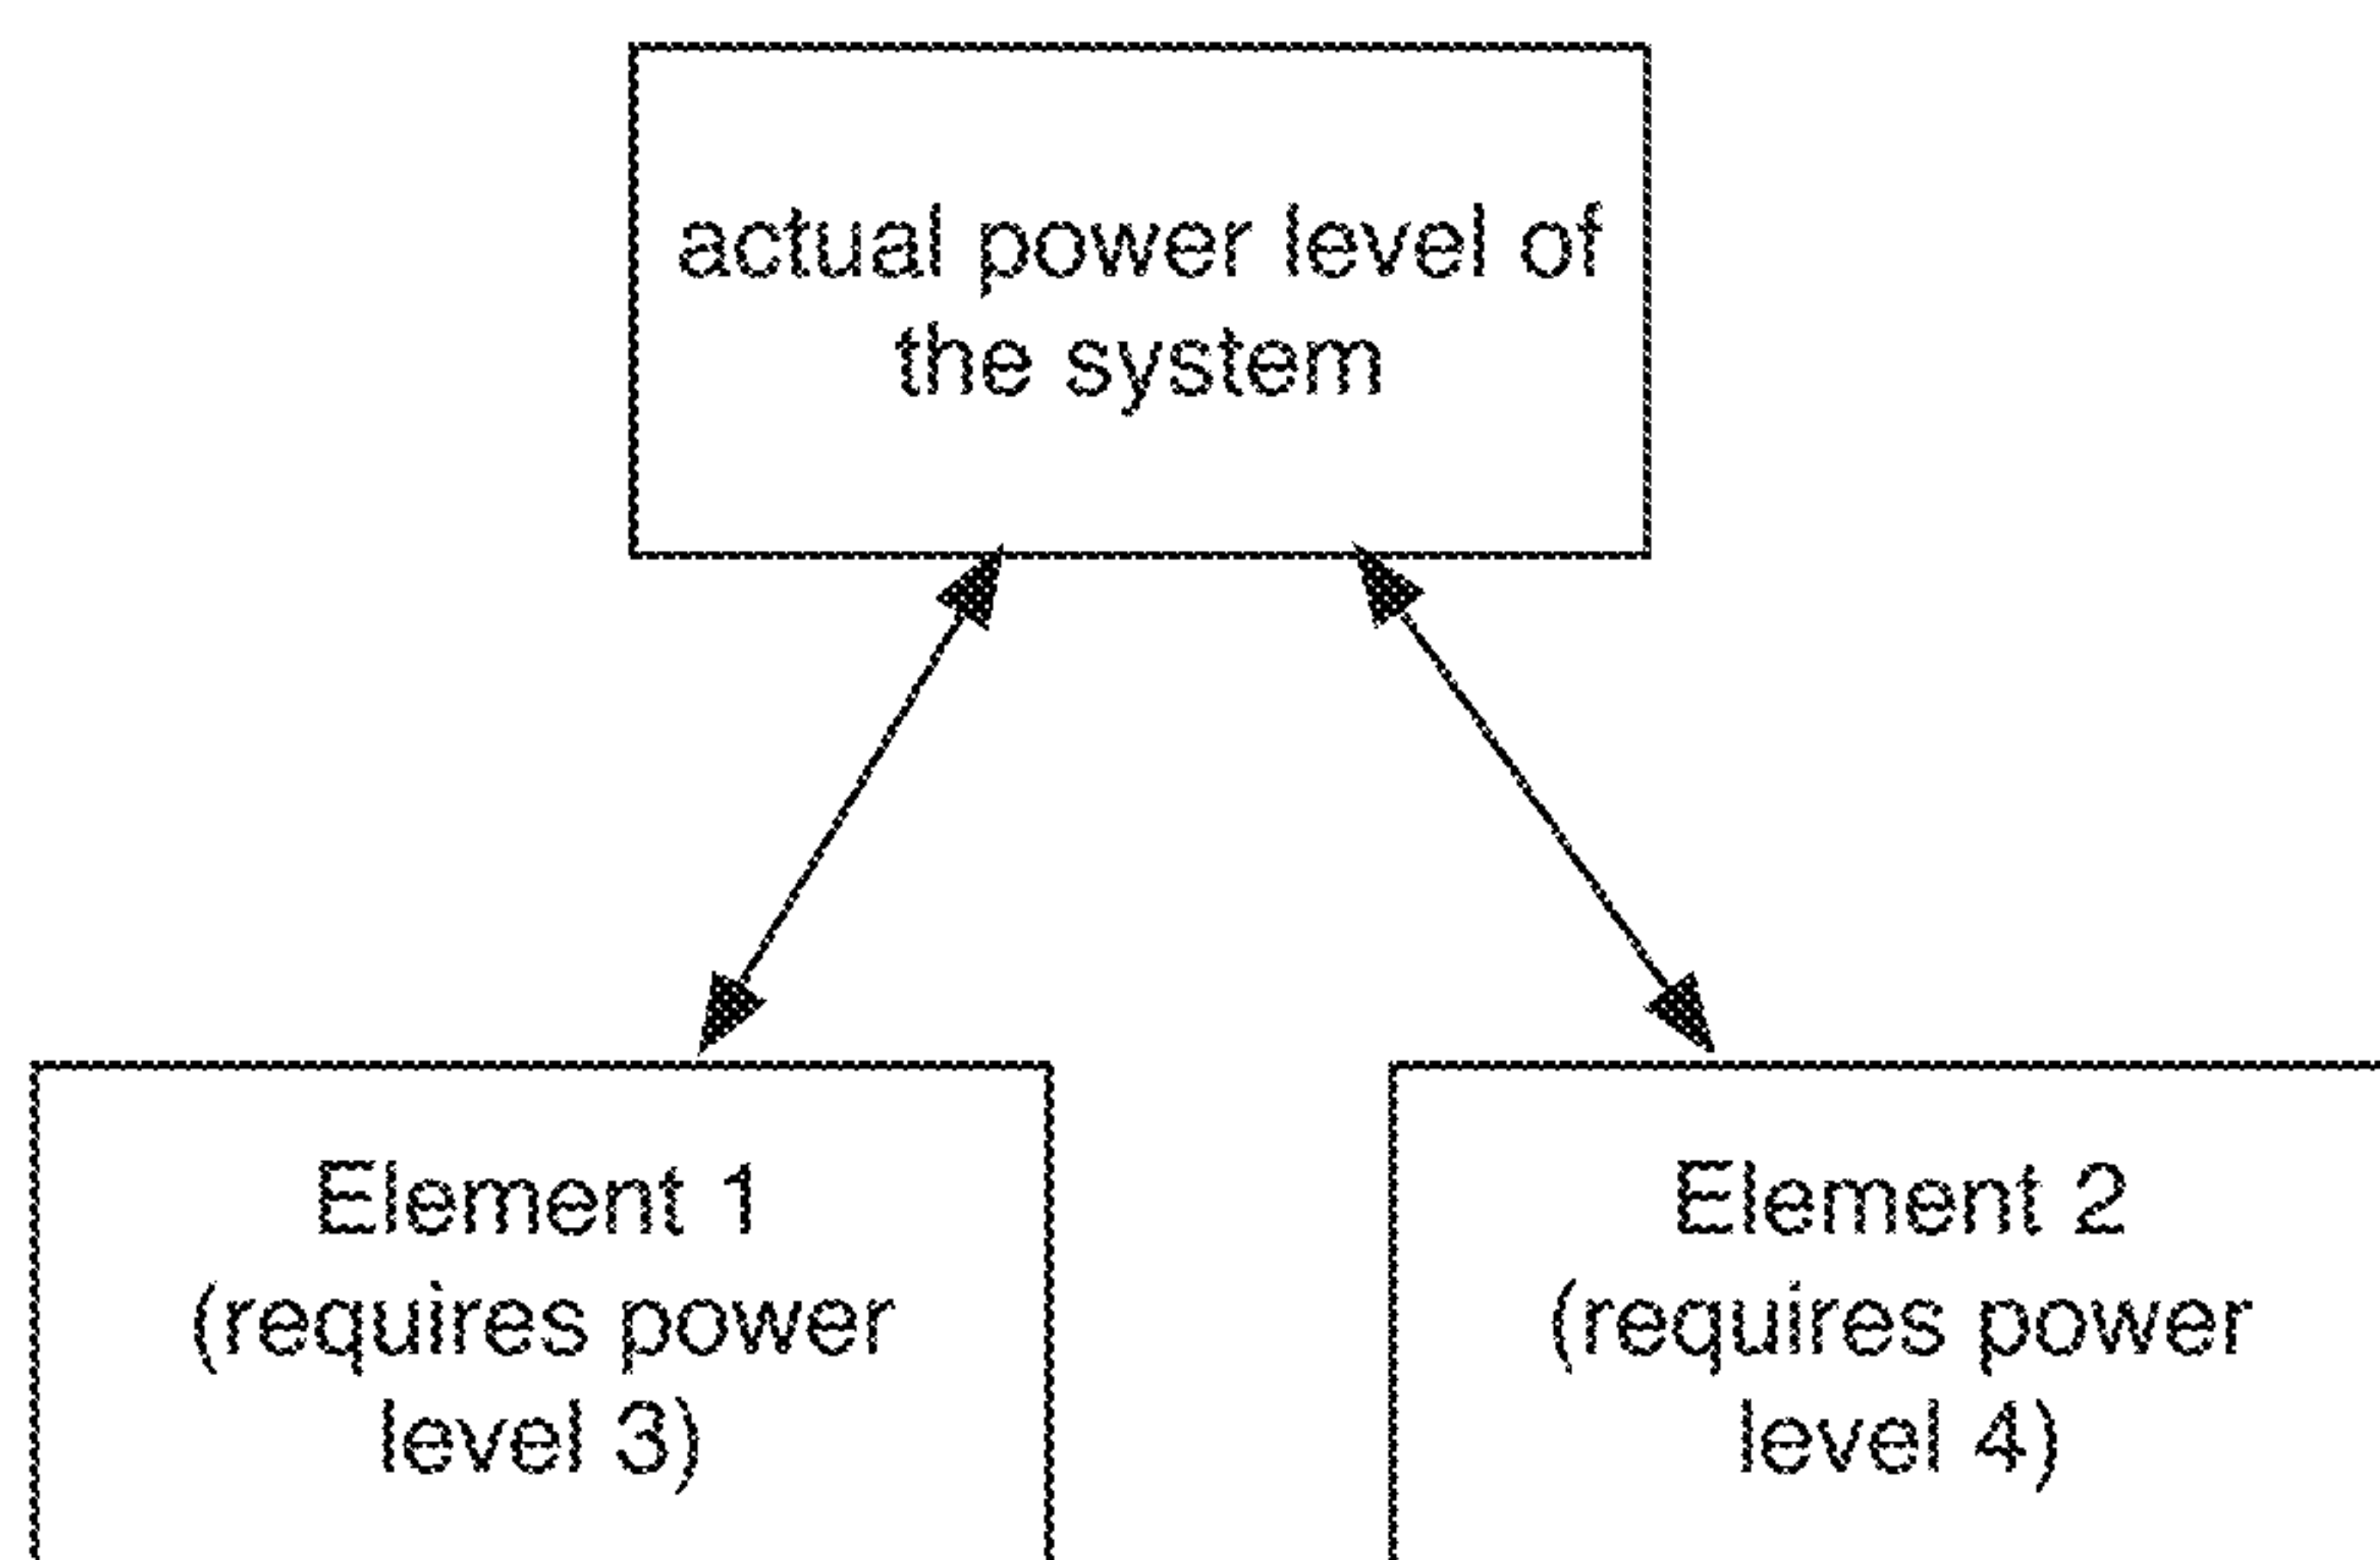 actual power level of
the system
Element 1
(requires power
level 3)
Element 2
(requires power
level 4)